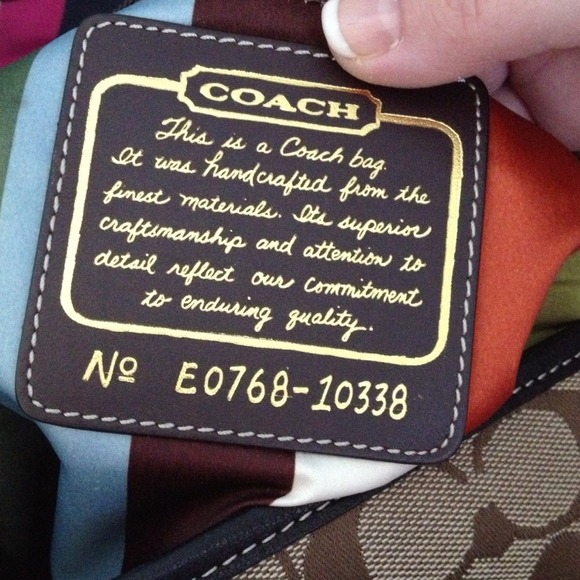 COACH
This is a Coach bag.
It was handcrafted from the
finest materials. Its superior
craftsmanship and attention to
detail reflect our commitment
to enduring quality.
Nº E0768-10338